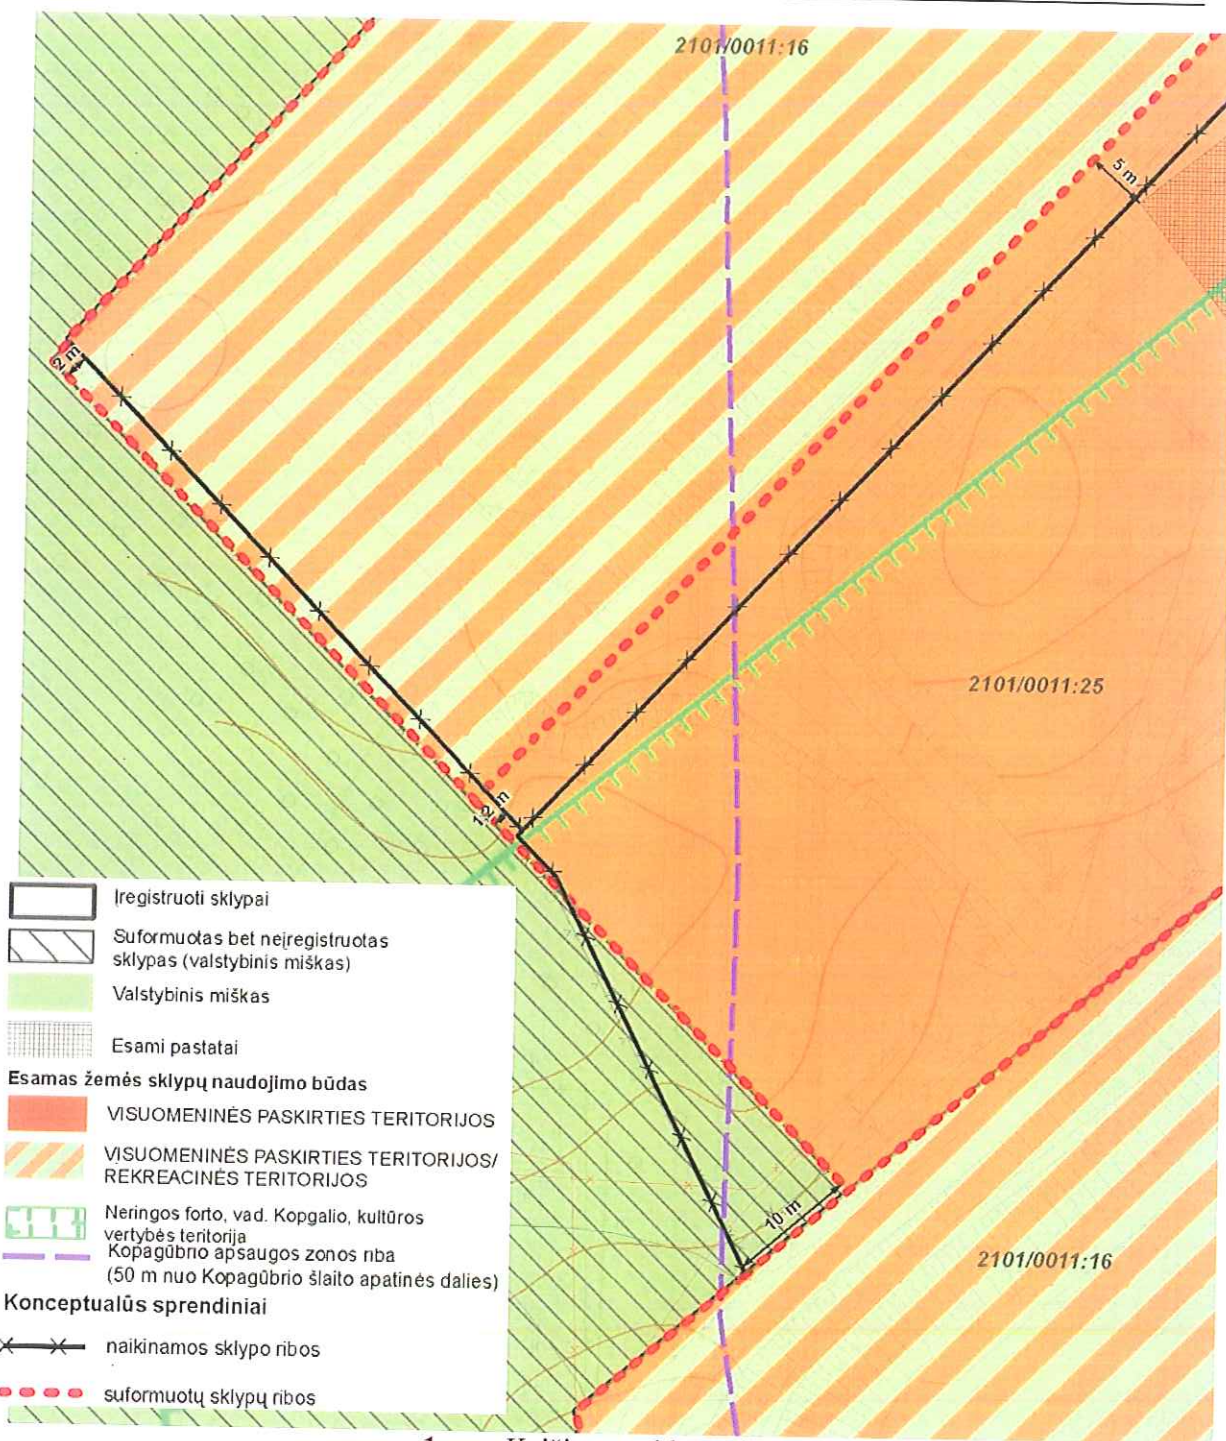 2101/0011:16
5 m
2 m
2101/0011:25
1,2 m
10 m
2101/0011:16
Įregistruoti sklypai
Suformuotas bet neįregistruotas
sklypas (valstybinis miškas)
Valstybinis miškas
Esami pastatai
Esamas žemės sklypų naudojimo būdas
VISUOMENINĖS PASKIRTIES TERITORIJOS
VISUOMENINĖS PASKIRTIES TERITORIJOS/
REKREACINĖS TERITORIJOS
Neringos forto, vad. Kopgalio, kultūros
vertybės teritorija
Kopagūbrio apsaugos zonos riba
(50 m nuo Kopagūbrio šlaito apatinės dalies)
Konceptualūs sprendiniai
naikinamos sklypo ribos
suformuotų sklypų ribos